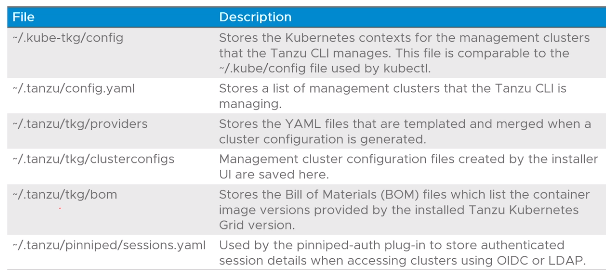 File Description
~/.kube-tkg/config Stores the Kubernetes contexts for the management clusters
that the Tanzu CLI manages. This file is comparable to the
~/.kube/config file used by kubectl.
~/.tanzu/config.yaml Stores a list of management clusters that the Tanzu CLI is
managing.
~/.tanzu/tkg/providers Stores the YAML files that are templated and merged when a
cluster configuration is generated.
~/.tanzu/tkg/clusterconfigs Management cluster configuration files created by the installer
UI are saved here.
~/.tanzu/tkg/bom Stores the Bill of Materials (BOM) files which list the container
image versions provided by the installed Tanzu Kubernetes
Grid version.
~/.tanzu/pinniped/sessions.yaml Used by the pinniped-auth plug-in to store authenticated
session details when accessing clusters using OIDC or LDAP.